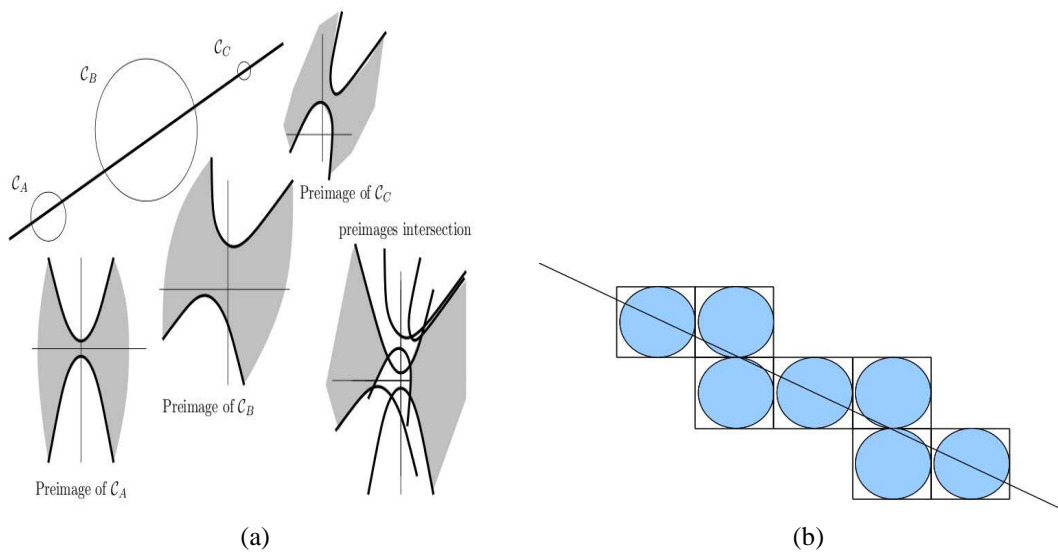 𝒞_C
𝒞_B
𝒞_A
Preimage of 𝒞_C
preimages intersection
Preimage of 𝒞_B
Preimage of 𝒞_A
(a)
(b)